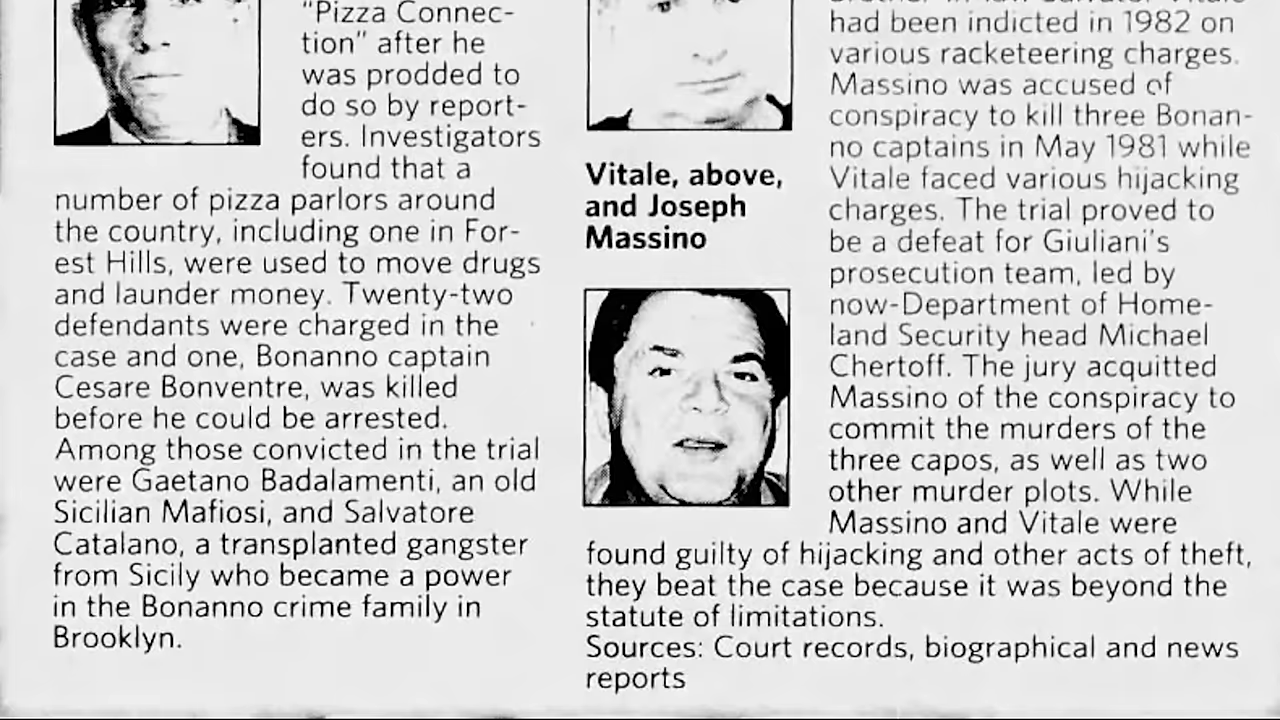 "Pizza Connec-
tion" after he
was prodded to
do so by report-
ers. Investigators
found that a
number of pizza parlors around
the country, including one in For-
est Hills, were used to move drugs
and launder money. Twenty-two
defendants were charged in the
case and one, Bonanno captain
Cesare Bonventre, was killed
before he could be arrested.
Among those convicted in the trial
were Gaetano Badalamenti, an old
Sicilian Mafiosi, and Salvatore
Catalano, a transplanted gangster
from Sicily who became a power
in the Bonanno crime family in
Brooklyn.
Vitale, above,
and Joseph
Massino
had been indicted in 1982 on
various racketeering charges.
Massino was accused of
conspiracy to kill three Bonan-
no captains in May 1981 while
Vitale faced various hijacking
charges. The trial proved to
be a defeat for Giuliani's
prosecution team, led by
now-Department of Home-
land Security head Michael
Chertoff. The jury acquitted
Massino of the conspiracy to
commit the murders of the
three capos, as well as two
other murder plots. While
Massino and Vitale were
found guilty of hijacking and other acts of theft,
they beat the case because it was beyond the
statute of limitations.
Sources: Court records, biographical and news
reports